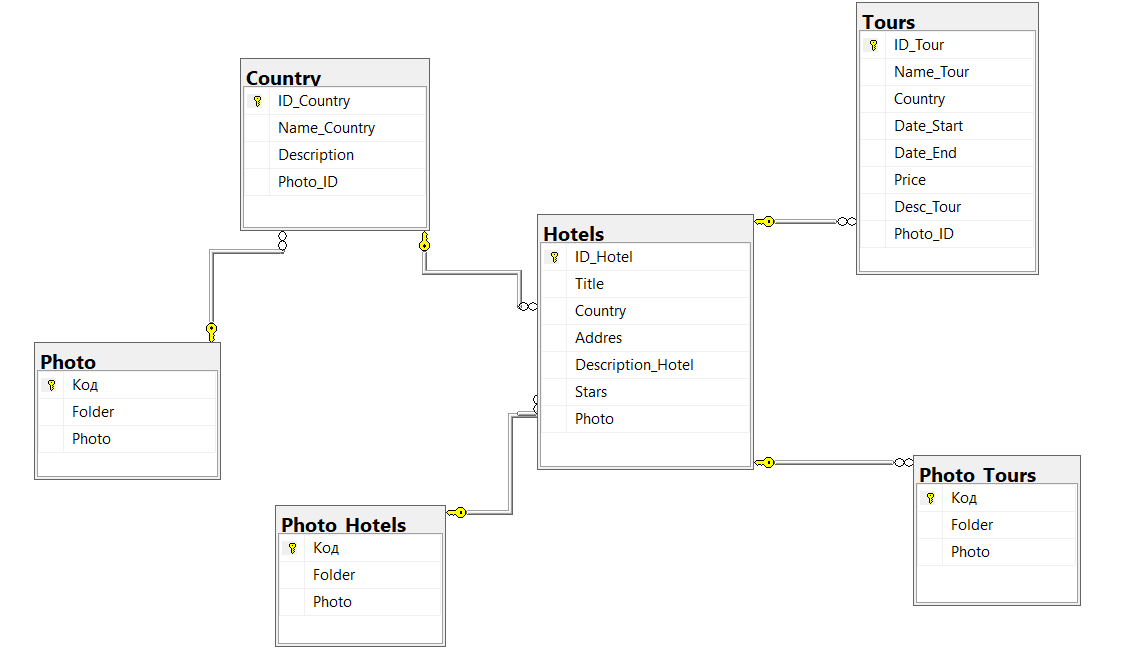 Tours
ID_Tour
Name_Tour
Country
Date_Start
Date_End
Price
Desc_Tour
Photo_ID
Country
ID_Country
Name_Country
Description
Photo_ID
Hotels
ID_Hotel
Title
Country
Addres
Description_Hotel
Stars
Photo
Photo
Код
Folder
Photo
Photo_Tours
Код
Folder
Photo
Photo_Hotels
Код
Folder
Photo